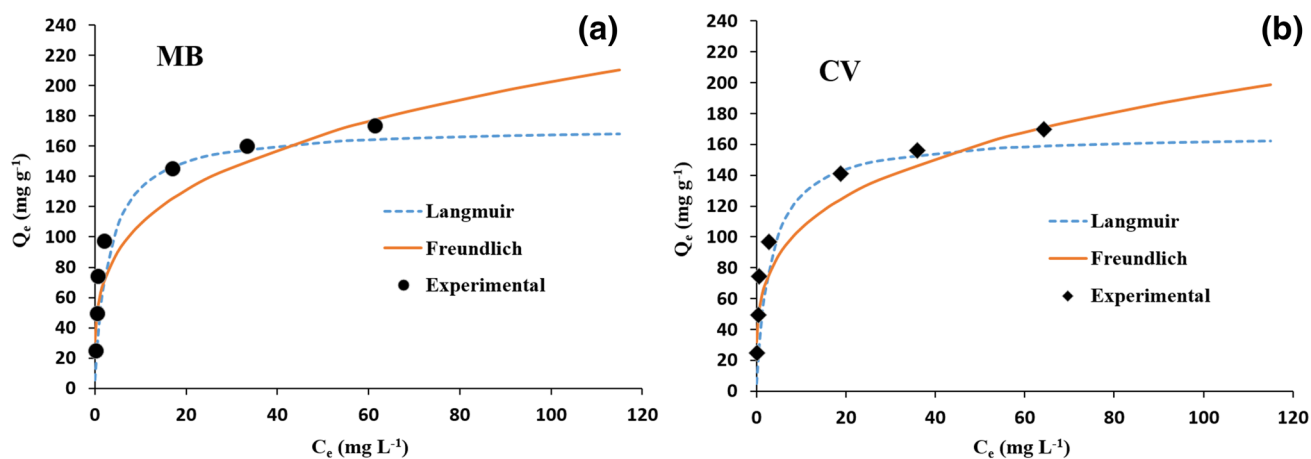 (a)
MB
240
220
200
180
160
140
120
100
80
60
40
20
0
Qe (mg g-1)
Langmuir
Freundlich
Experimental
0 20 40 60 80 100 120
Ce (mg L-1)
(b)
CV
240
220
200
180
160
140
120
100
80
60
40
20
0
Qe (mg g-1)
Langmuir
Freundlich
Experimental
0 20 40 60 80 100 120
Ce (mg L-1)